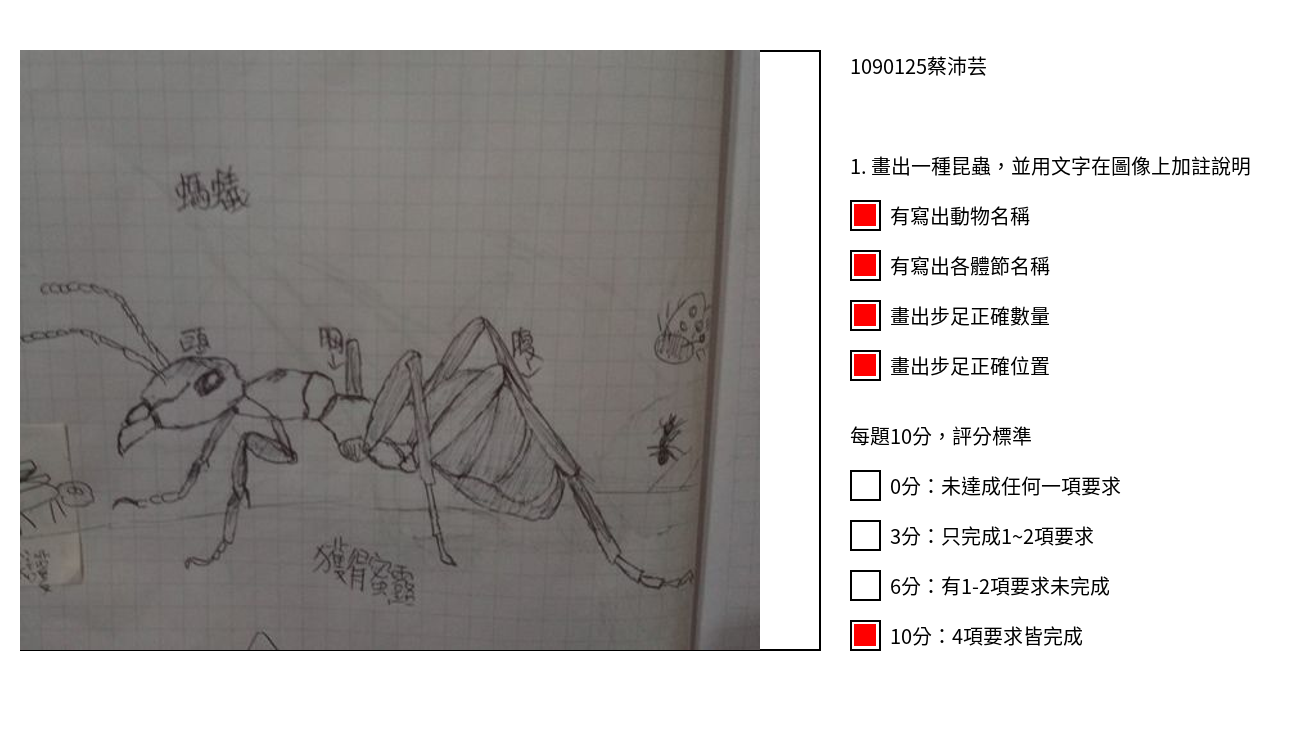 1090125蔡沛芸
1. 畫出一種昆蟲，並用文字在圖像上加註說明
有寫出動物名稱
有寫出各體節名稱
畫出步足正確數量
畫出步足正確位置
每題10分，評分標準
0分：未達成任何一項要求
3分：只完成1~2項要求
6分：有1-2項要求未完成
10分：4項要求皆完成
螞蟻
頭
胸
腹